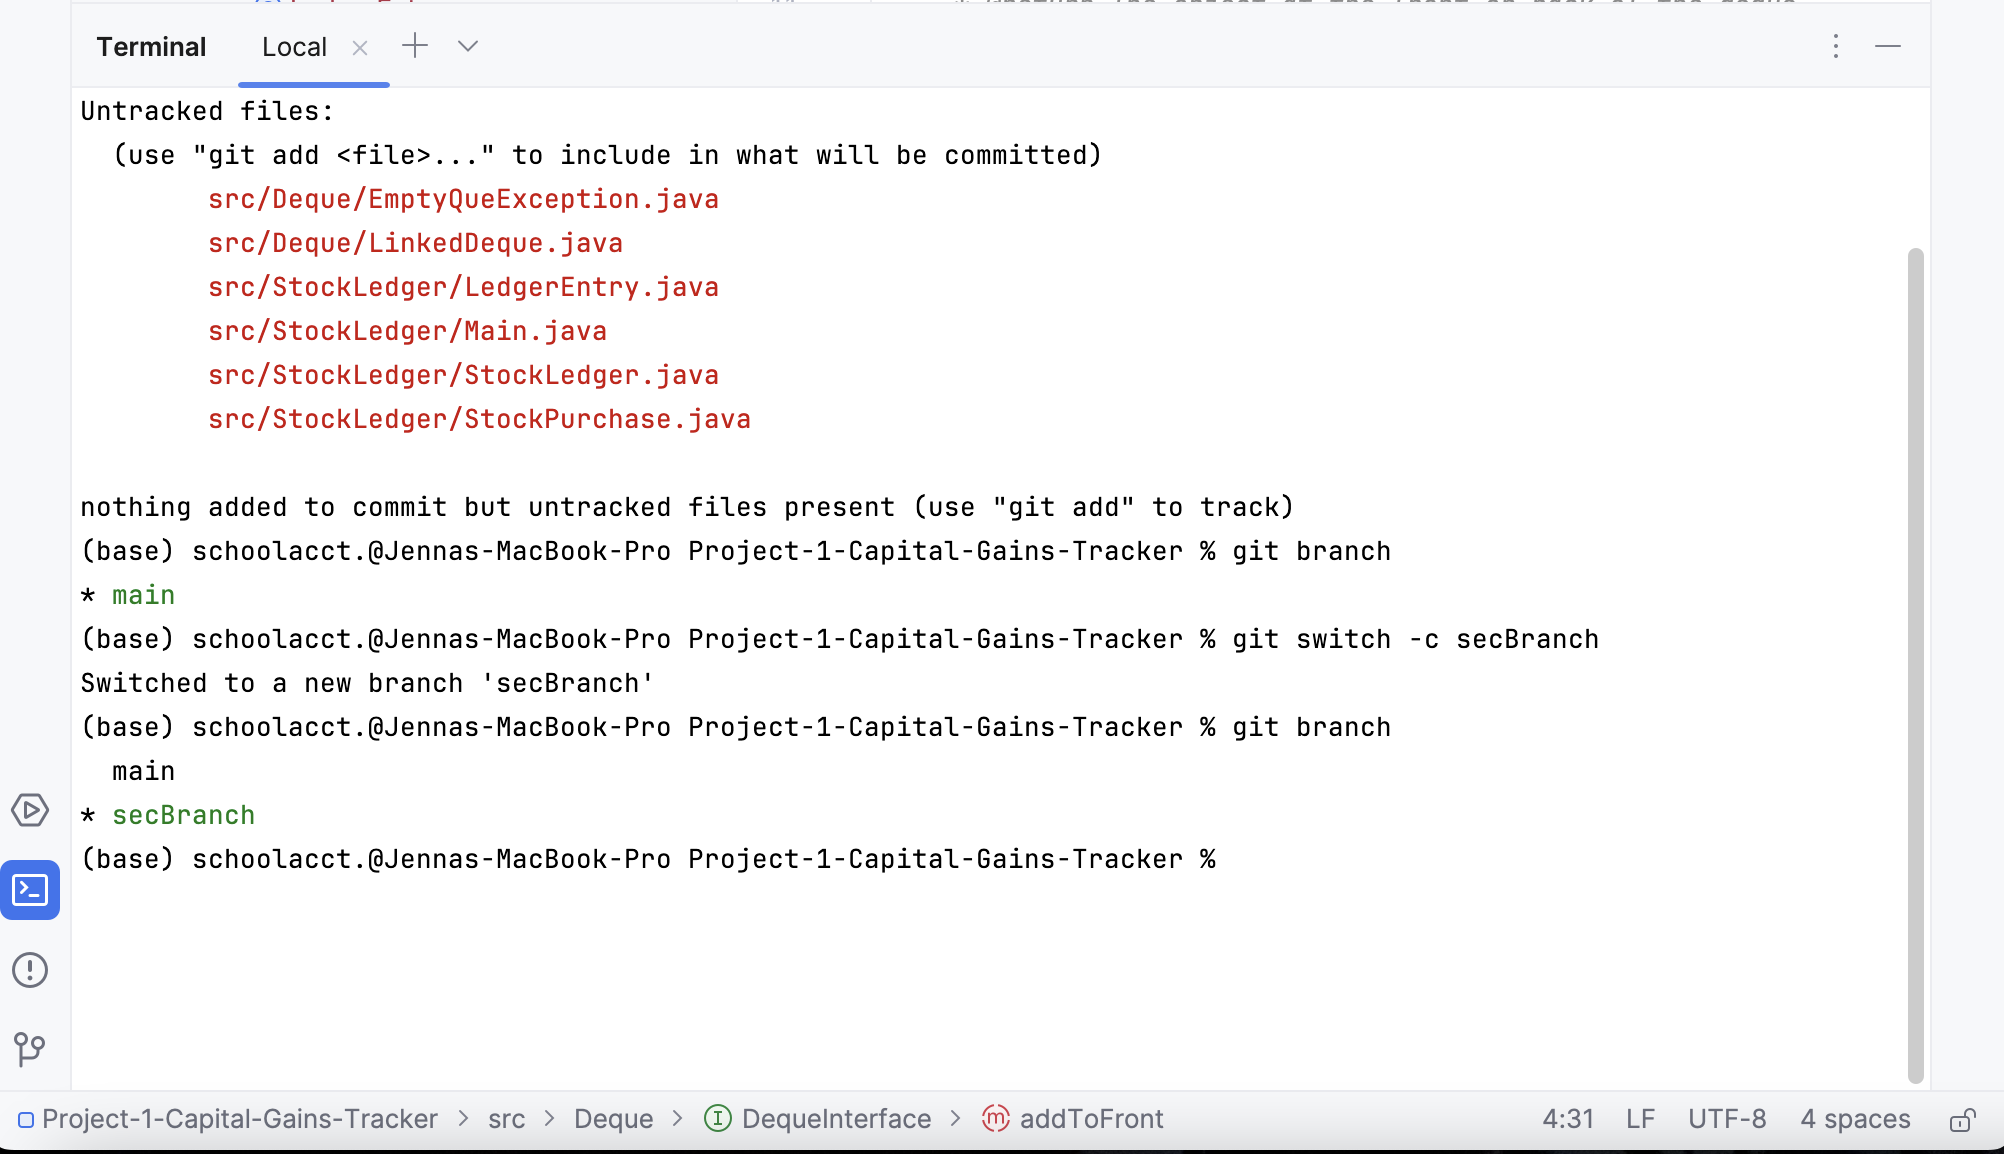 Terminal Local
Untracked files:
(use "git add <file>..." to include in what will be committed)
src/Deque/EmptyQueException.java
src/Deque/LinkedDeque.java
src/StockLedger/LedgerEntry.java
src/StockLedger/Main.java
src/StockLedger/StockLedger.java
src/StockLedger/StockPurchase.java
nothing added to commit but untracked files present (use "git add" to track)
(base) schoolacct.@Jennas-MacBook-Pro Project-1-Capital-Gains-Tracker % git branch
* main
(base) schoolacct.@Jennas-MacBook-Pro Project-1-Capital-Gains-Tracker % git switch -c secBranch
Switched to a new branch 'secBranch'
(base) schoolacct.@Jennas-MacBook-Pro Project-1-Capital-Gains-Tracker % git branch
main
* secBranch
(base) schoolacct.@Jennas-MacBook-Pro Project-1-Capital-Gains-Tracker %
Project-1-Capital-Gains-Tracker > src > Deque > I DequeInterface > m addToFront 4:31 LF UTF-8 4 spaces